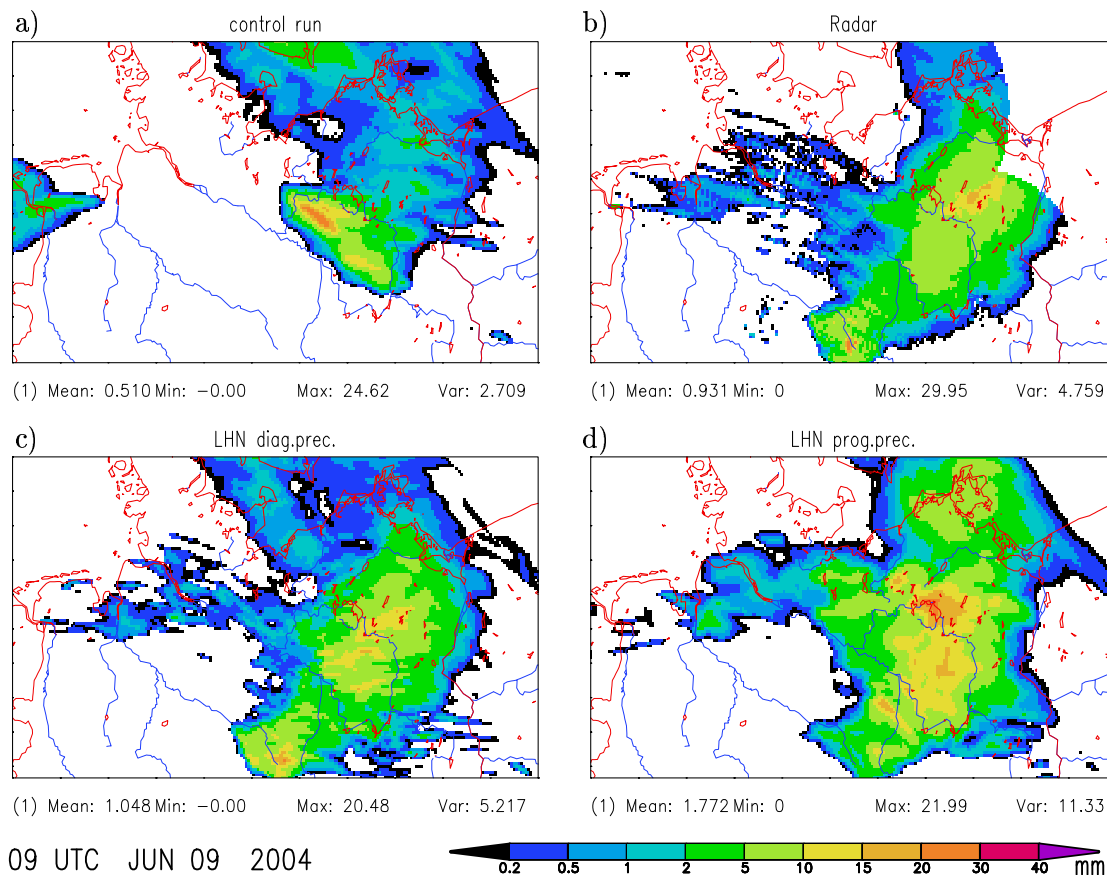 a) control run
b) Radar
(1) Mean: 0.510 Min: −0.00 Max: 24.62 Var: 2.709
(1) Mean: 0.931 Min: 0 Max: 29.95 Var: 4.759
c) LHN diag.prec.
d) LHN prog.prec.
(1) Mean: 1.048 Min: −0.00 Max: 20.48 Var: 5.217
(1) Mean: 1.772 Min: 0 Max: 21.99 Var: 11.33
09 UTC JUN 09 2004
0.2 0.5 1 2 5 10 15 20 30 40 mm